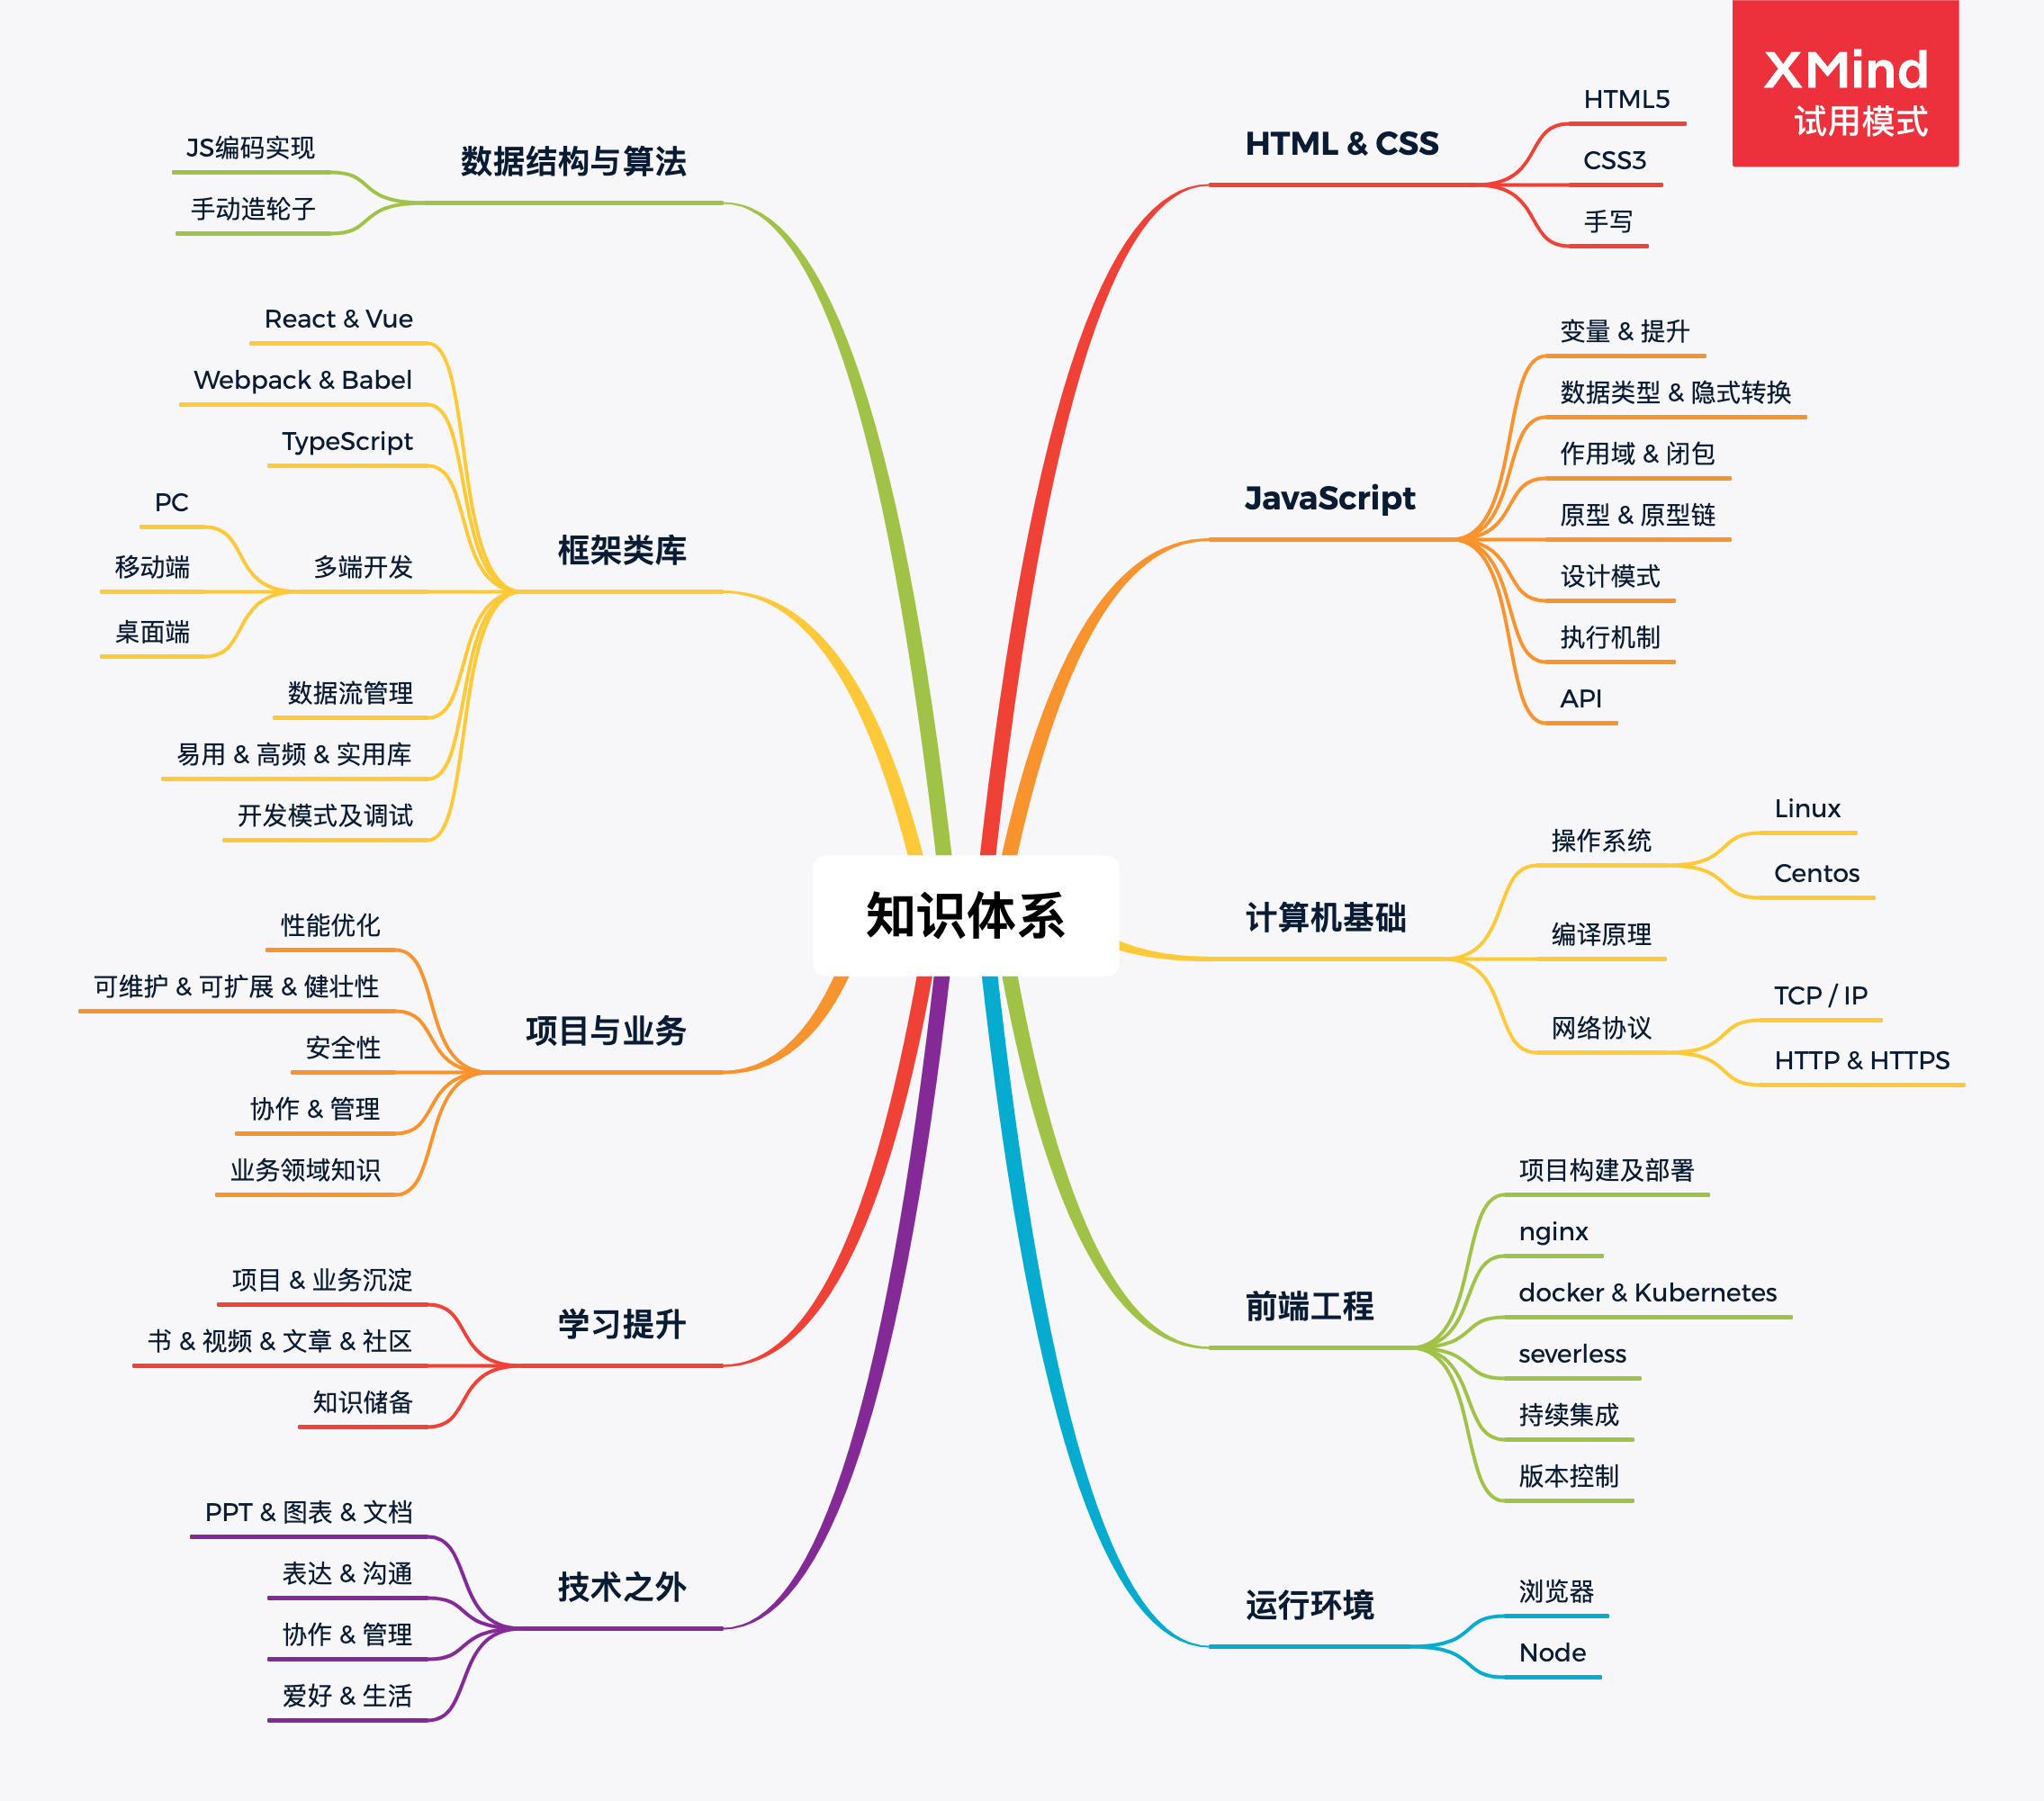 XMind
试用模式
知识体系
HTML & CSS
HTML5
CSS3
手写
JavaScript
变量 & 提升
数据类型 & 隐式转换
作用域 & 闭包
原型 & 原型链
设计模式
执行机制
API
计算机基础
操作系统
Linux
Centos
编译原理
网络协议
TCP / IP
HTTP & HTTPS
前端工程
项目构建及部署
nginx
docker & Kubernetes
severless
持续集成
版本控制
运行环境
浏览器
Node
数据结构与算法
JS编码实现
手动造轮子
框架类库
React & Vue
Webpack & Babel
TypeScript
多端开发
PC
移动端
桌面端
数据流管理
易用 & 高频 & 实用库
开发模式及调试
项目与业务
性能优化
可维护 & 可扩展 & 健壮性
安全性
协作 & 管理
业务领域知识
学习提升
项目 & 业务沉淀
书 & 视频 & 文章 & 社区
知识储备
技术之外
PPT & 图表 & 文档
表达 & 沟通
协作 & 管理
爱好 & 生活